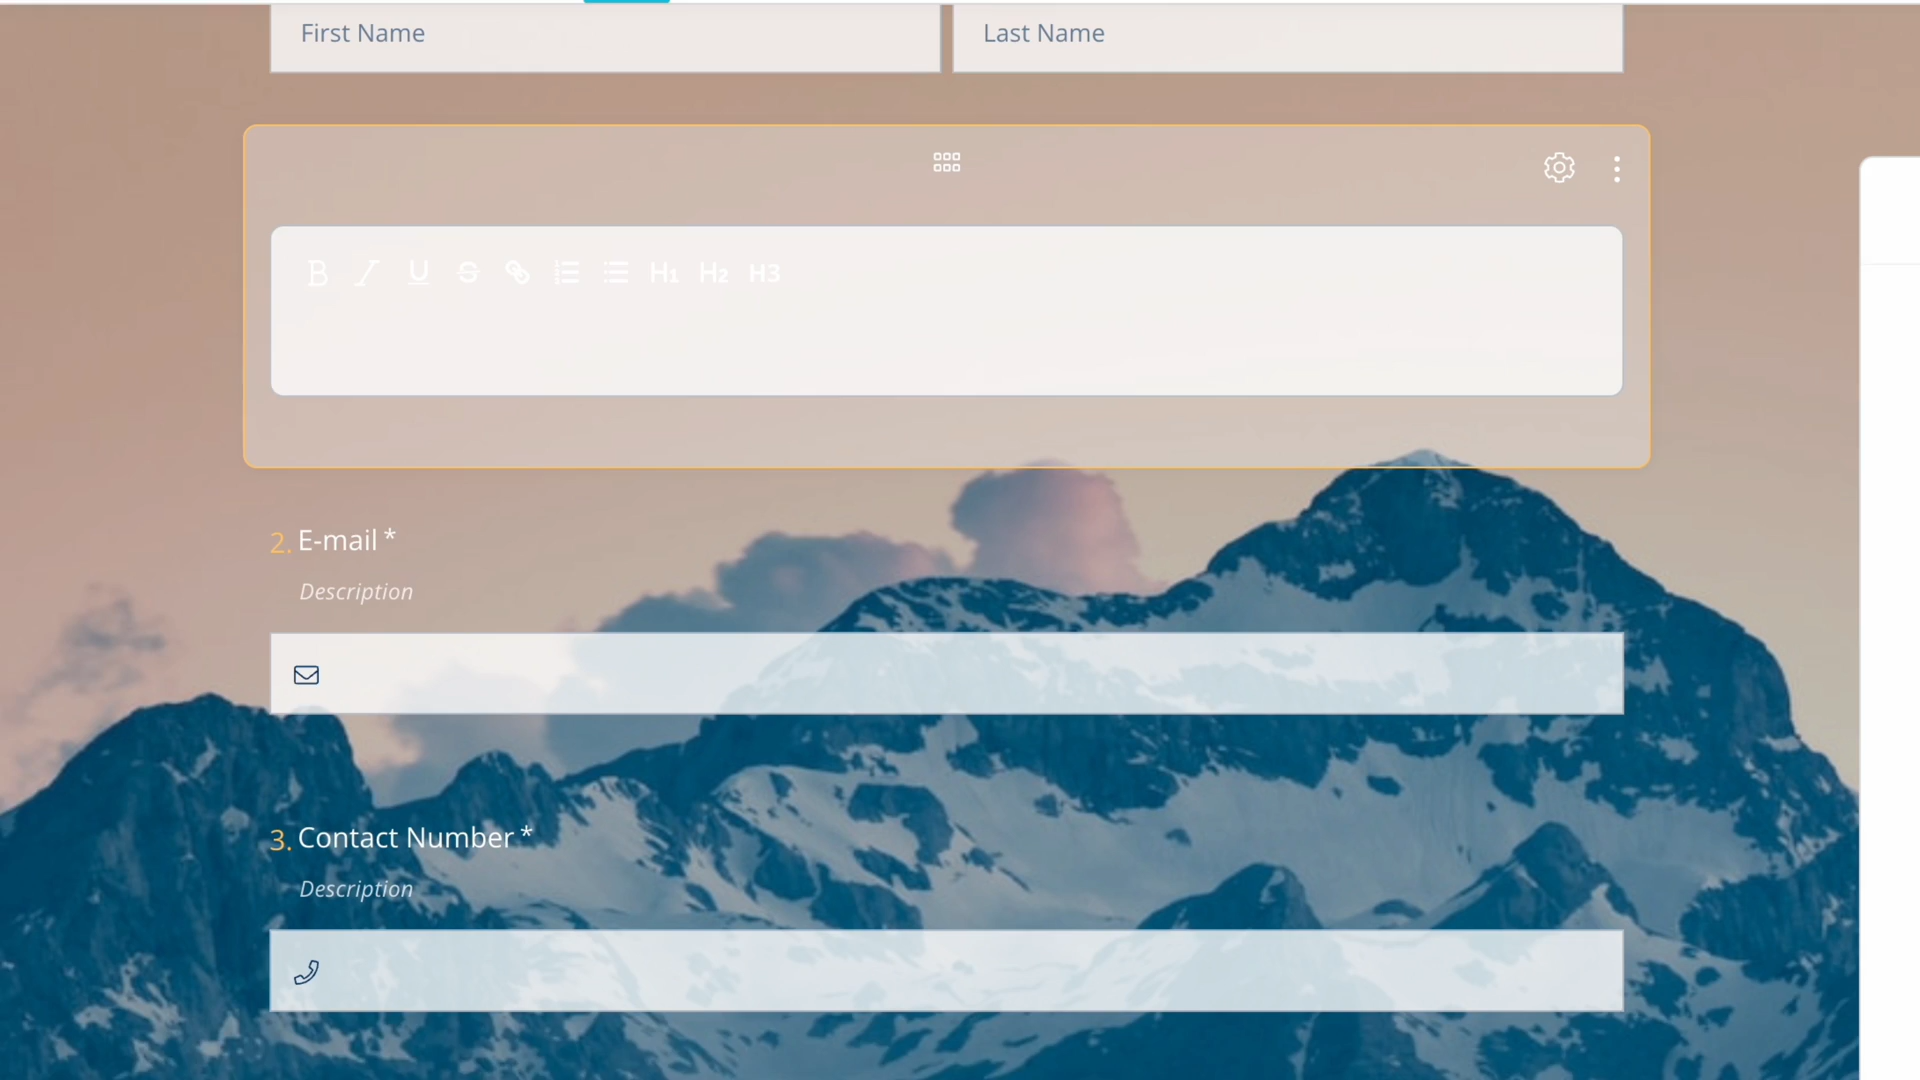 First Name Last Name
B I U S H1 H2 H3
2. E-mail *
Description
3. Contact Number *
Description